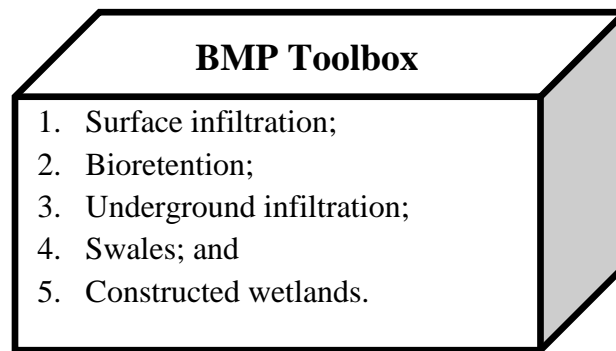 BMP Toolbox
1. Surface infiltration;
2. Bioretention;
3. Underground infiltration;
4. Swales; and
5. Constructed wetlands.